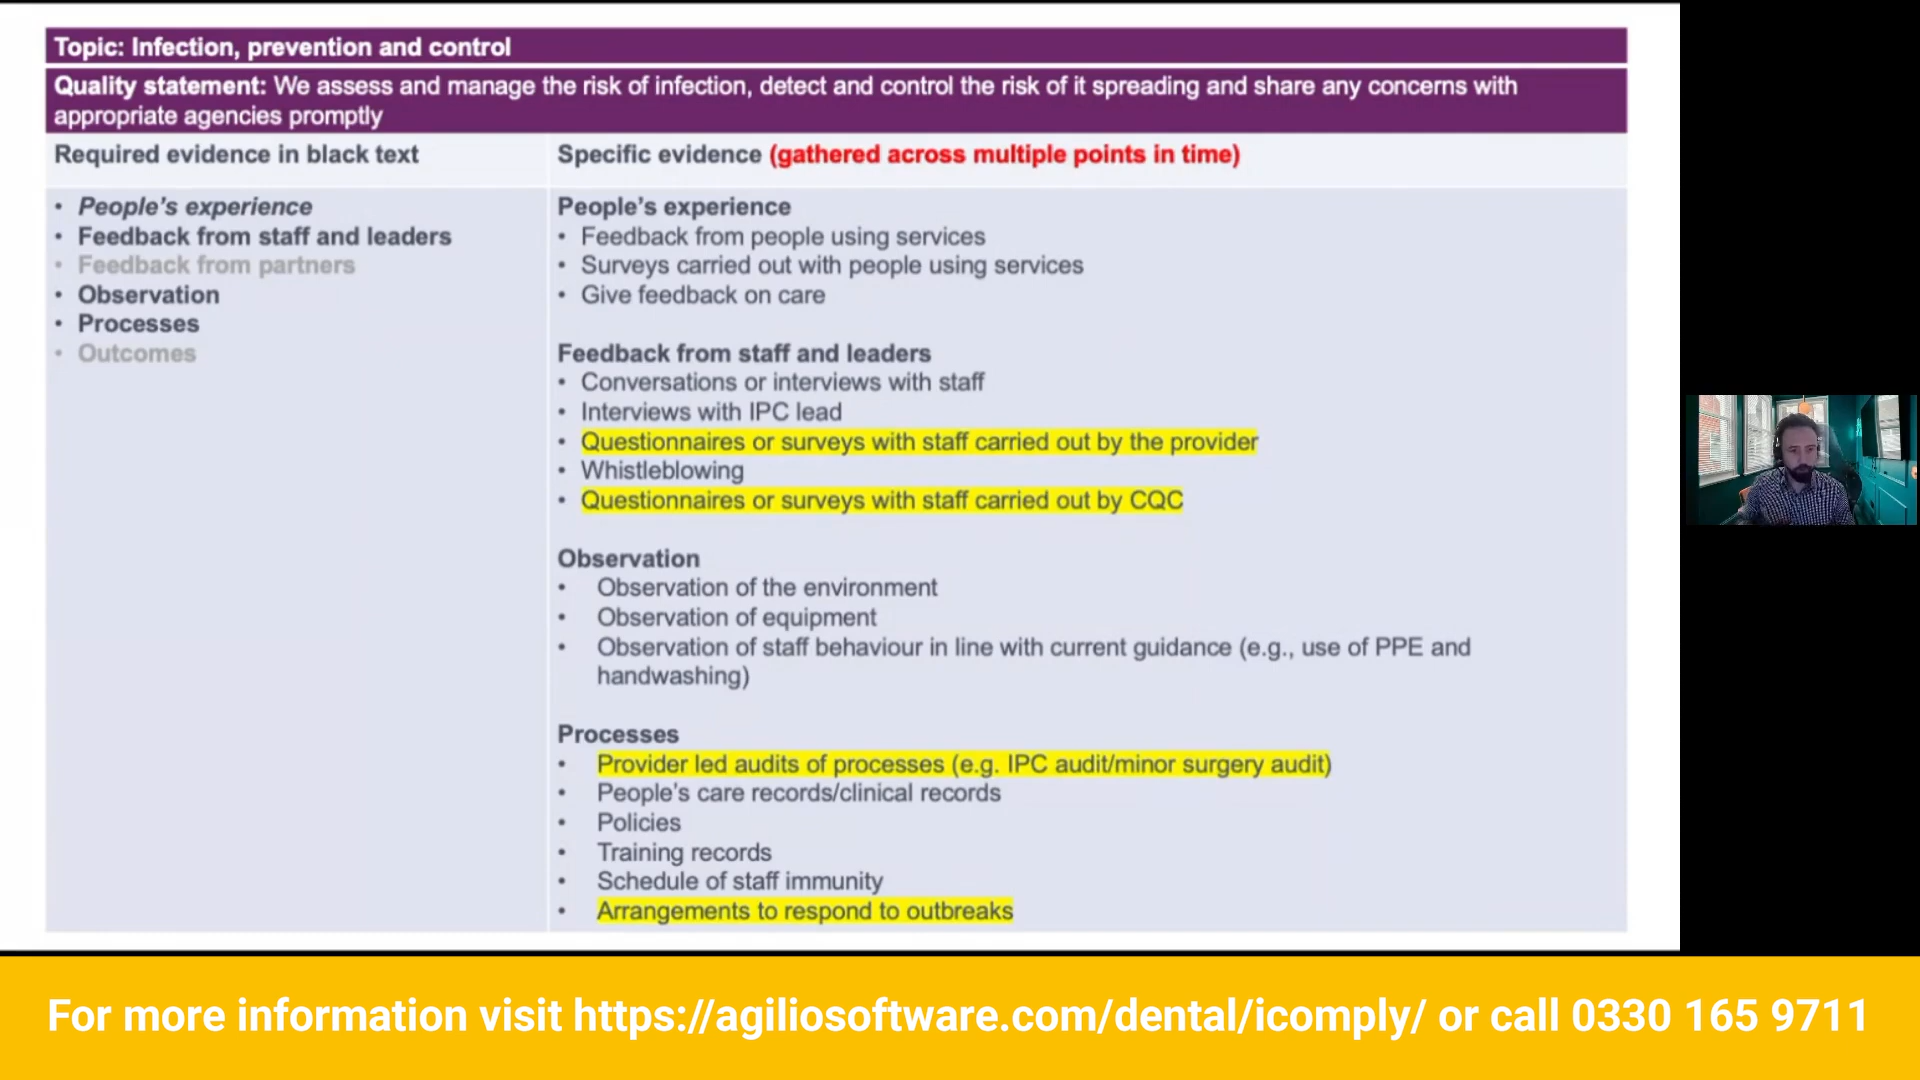 Topic: Infection, prevention and control
Quality statement: We assess and manage the risk of infection, detect and control the risk of it spreading and share any concerns with
appropriate agencies promptly
Required evidence in black text
Specific evidence (gathered across multiple points in time)
• People's experience
• Feedback from staff and leaders
• Feedback from partners
• Observation
• Processes
• Outcomes
People's experience
• Feedback from people using services
• Surveys carried out with people using services
• Give feedback on care
Feedback from staff and leaders
• Conversations or interviews with staff
• Interviews with IPC lead
• Questionnaires or surveys with staff carried out by the provider
• Whistleblowing
• Questionnaires or surveys with staff carried out by CQC
Observation
• Observation of the environment
• Observation of equipment
• Observation of staff behaviour in line with current guidance (e.g., use of PPE and
handwashing)
Processes
• Provider led audits of processes (e.g. IPC audit/minor surgery audit)
• People's care records/clinical records
• Policies
• Training records
• Schedule of staff immunity
• Arrangements to respond to outbreaks
For more information visit https://agiliosoftware.com/dental/icomply/ or call 0330 165 9711